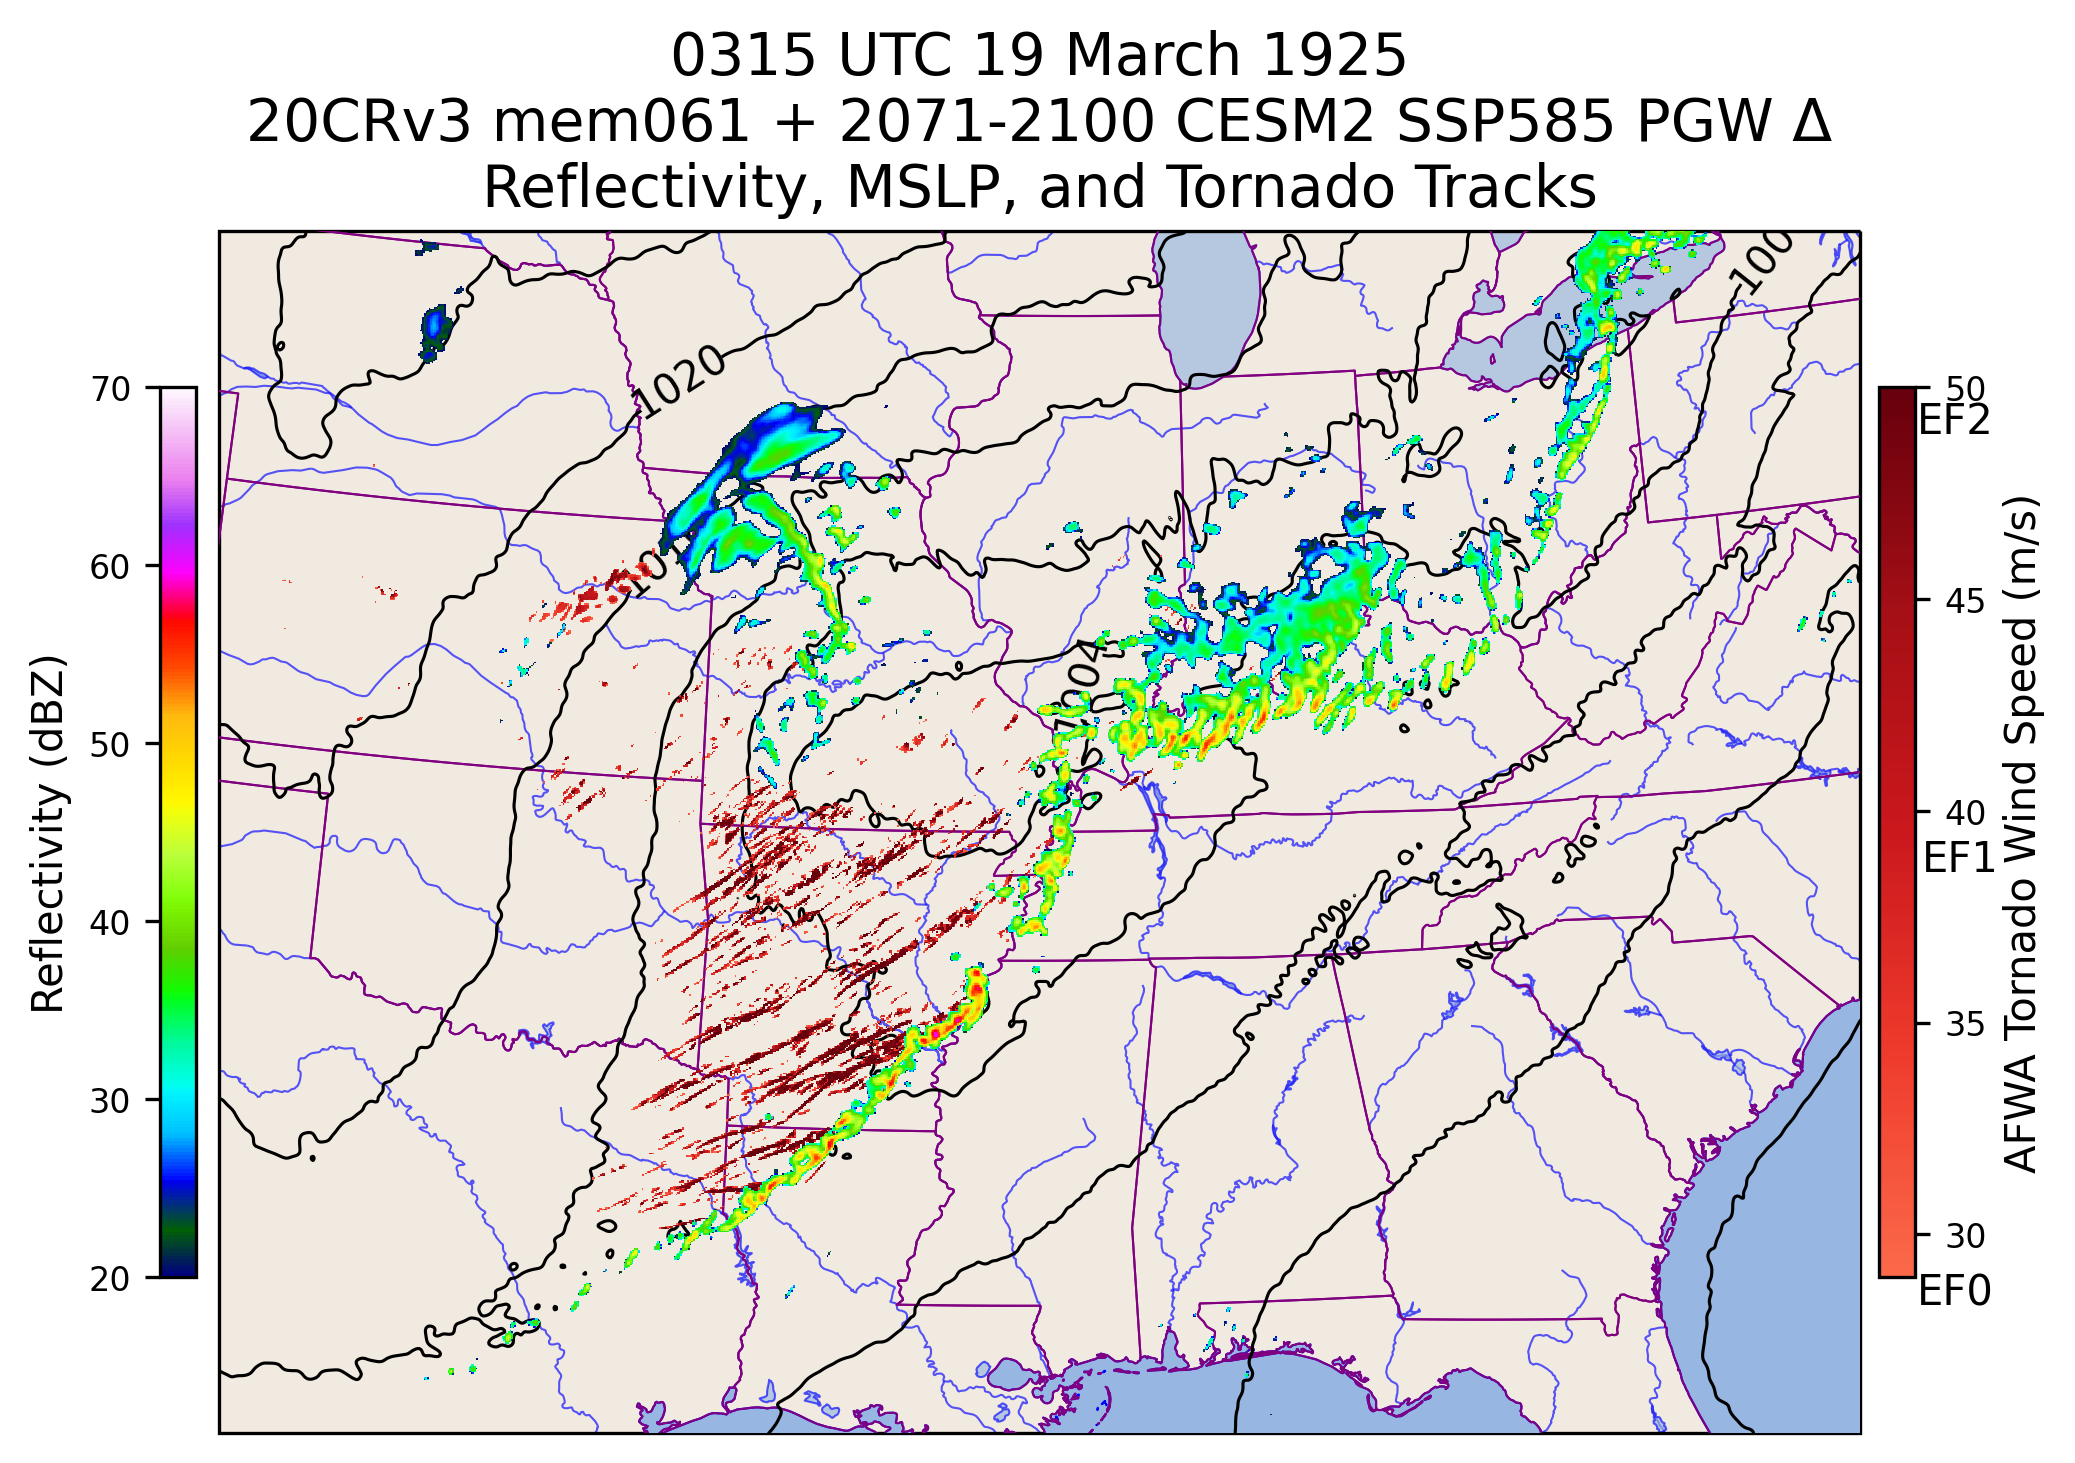 0315 UTC 19 March 1925
20CRv3 mem061 + 2071-2100 CESM2 SSP585 PGW Δ
Reflectivity, MSLP, and Tornado Tracks
100
1020
10
1004
70
60
50
40
30
20
Reflectivity (dBZ)
50
EF2
45
40
EF1
35
30
EF0
AFWA Tornado Wind Speed (m/s)